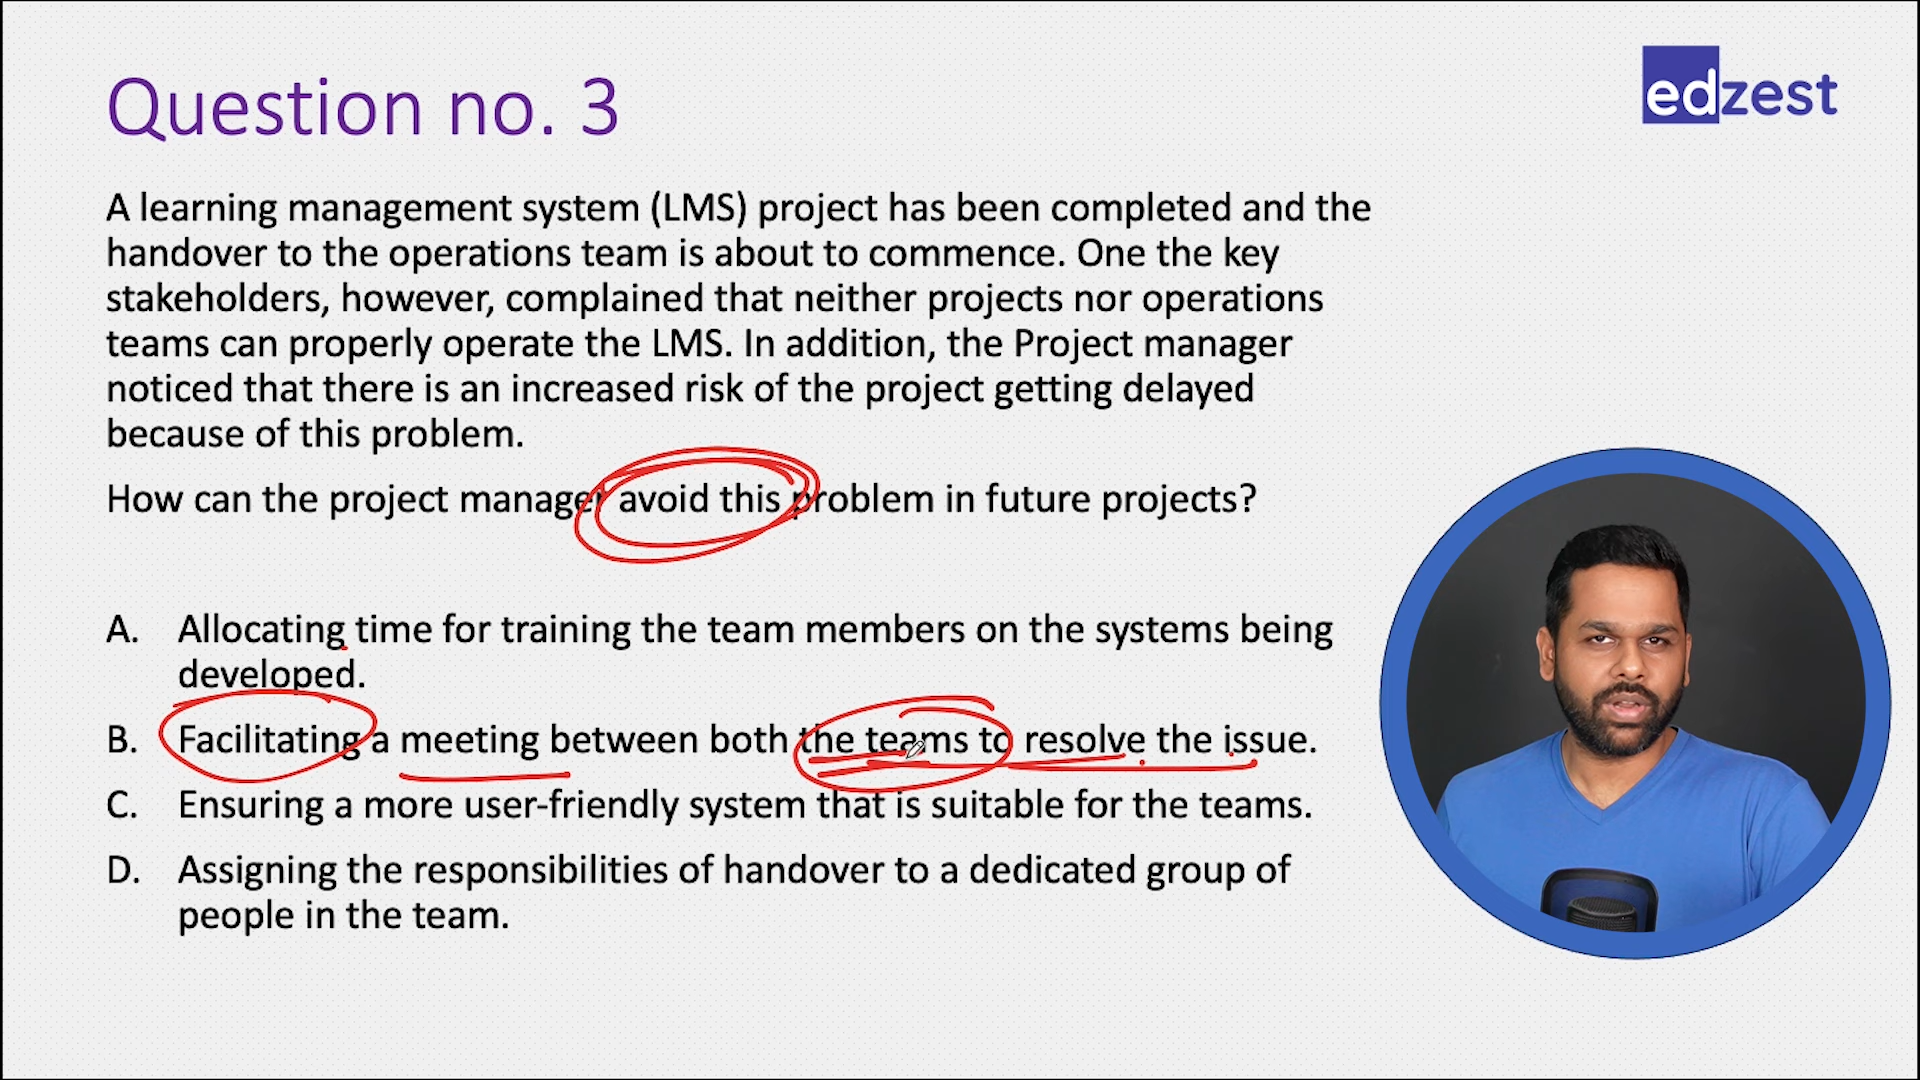 Question no. 3
edzest
A learning management system (LMS) project has been completed and the
handover to the operations team is about to commence. One the key
stakeholders, however, complained that neither projects nor operations
teams can properly operate the LMS. In addition, the Project manager
noticed that there is an increased risk of the project getting delayed
because of this problem.
How can the project manager avoid this problem in future projects?
A. Allocating time for training the team members on the systems being
developed.
B. Facilitating a meeting between both the teams to resolve the issue.
C. Ensuring a more user-friendly system that is suitable for the teams.
D. Assigning the responsibilities of handover to a dedicated group of
people in the team.